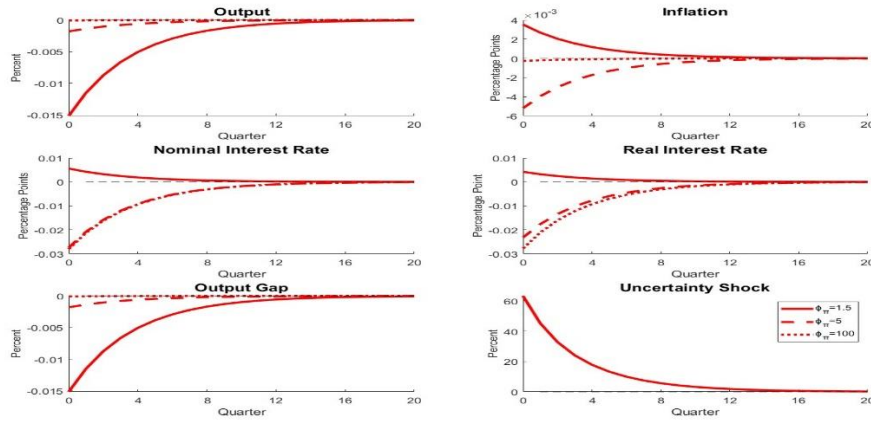 Output
Percent
0
-0.005
-0.01
-0.015
0 4 8 12 16 20
Quarter
Inflation
×10⁻³
Percentage Points
4
2
0
-2
-4
-6
0 4 8 12 16 20
Quarter
Nominal Interest Rate
Percentage Points
0.01
0
-0.01
-0.02
-0.03
0 4 8 12 16 20
Quarter
Real Interest Rate
Percentage Point
0.01
0
-0.01
-0.02
-0.03
0 4 8 12 16 20
Quarter
Output Gap
Percent
0
-0.005
-0.01
-0.015
0 4 8 12 16 20
Quarter
Uncertainty Shock
Percent
60
40
20
0
ϕπ=1.5
ϕπ=5
ϕπ=100
0 4 8 12 16 20
Quarter